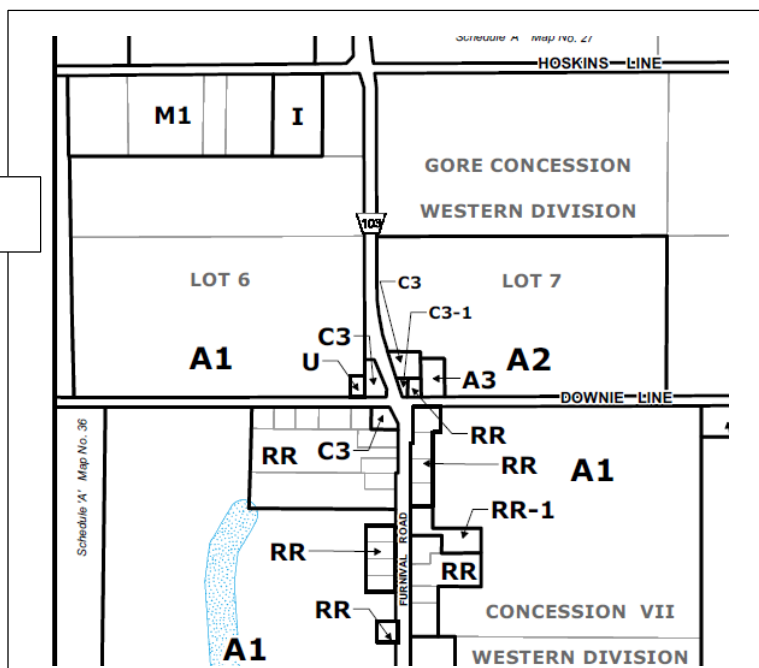 Schedule 'A' Map No. 27
HOSKINS LINE
M1
I
GORE CONCESSION
WESTERN DIVISION
103
LOT 6
C3
LOT 7
C3-1
C3
A1
U
A2
A3
DOWNIE LINE
Schedule 'A' Map No. 36
RR
C3
RR
RR
A1
RR-1
FURNIVAL ROAD
RR
RR
RR
CONCESSION VII
A1
WESTERN DIVISION